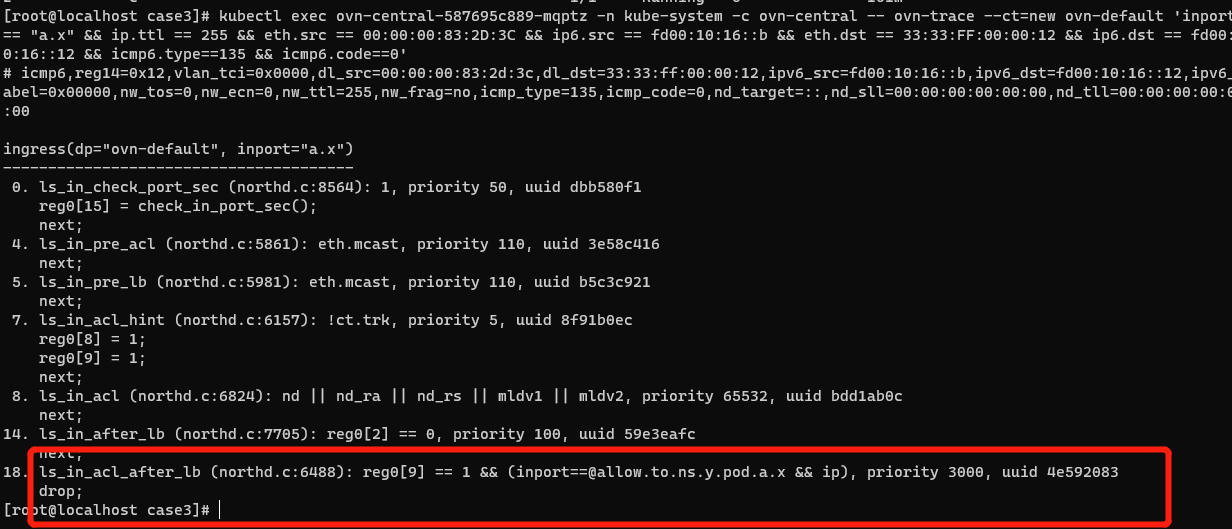 [root@localhost case3]# kubectl exec ovn-central-587695c889-mqptz -n kube-system -c ovn-central -- ovn-trace --ct=new ovn-default 'inport
== "a.x" && ip.ttl == 255 && eth.src == 00:00:00:83:2D:3C && ip6.src == fd00:10:16::b && eth.dst == 33:33:FF:00:00:12 && ip6.dst == fd00:
0:16::12 && icmp6.type==135 && icmp6.code==0'
# icmp6,reg14=0x12,vlan_tci=0x0000,dl_src=00:00:00:83:2d:3c,dl_dst=33:33:ff:00:00:12,ipv6_src=fd00:10:16::b,ipv6_dst=fd00:10:16::12,ipv6_
abel=0x00000,nw_tos=0,nw_ecn=0,nw_ttl=255,nw_frag=no,icmp_type=135,icmp_code=0,nd_target=::,nd_sll=00:00:00:00:00:00,nd_tll=00:00:00:00:0
:00
ingress(dp="ovn-default", inport="a.x")
---------------------------------------
0. ls_in_check_port_sec (northd.c:8564): 1, priority 50, uuid dbb580f1
reg0[15] = check_in_port_sec();
next;
4. ls_in_pre_acl (northd.c:5861): eth.mcast, priority 110, uuid 3e58c416
next;
5. ls_in_pre_lb (northd.c:5981): eth.mcast, priority 110, uuid b5c3c921
next;
7. ls_in_acl_hint (northd.c:6157): !ct.trk, priority 5, uuid 8f91b0ec
reg0[8] = 1;
reg0[9] = 1;
next;
8. ls_in_acl (northd.c:6824): nd || nd_ra || nd_rs || mldv1 || mldv2, priority 65532, uuid bdd1ab0c
next;
14. ls_in_after_lb (northd.c:7705): reg0[2] == 0, priority 100, uuid 59e3eafc
next;
18. ls_in_acl_after_lb (northd.c:6488): reg0[9] == 1 && (inport==@allow.to.ns.y.pod.a.x && ip), priority 3000, uuid 4e592083
drop;
[root@localhost case3]#